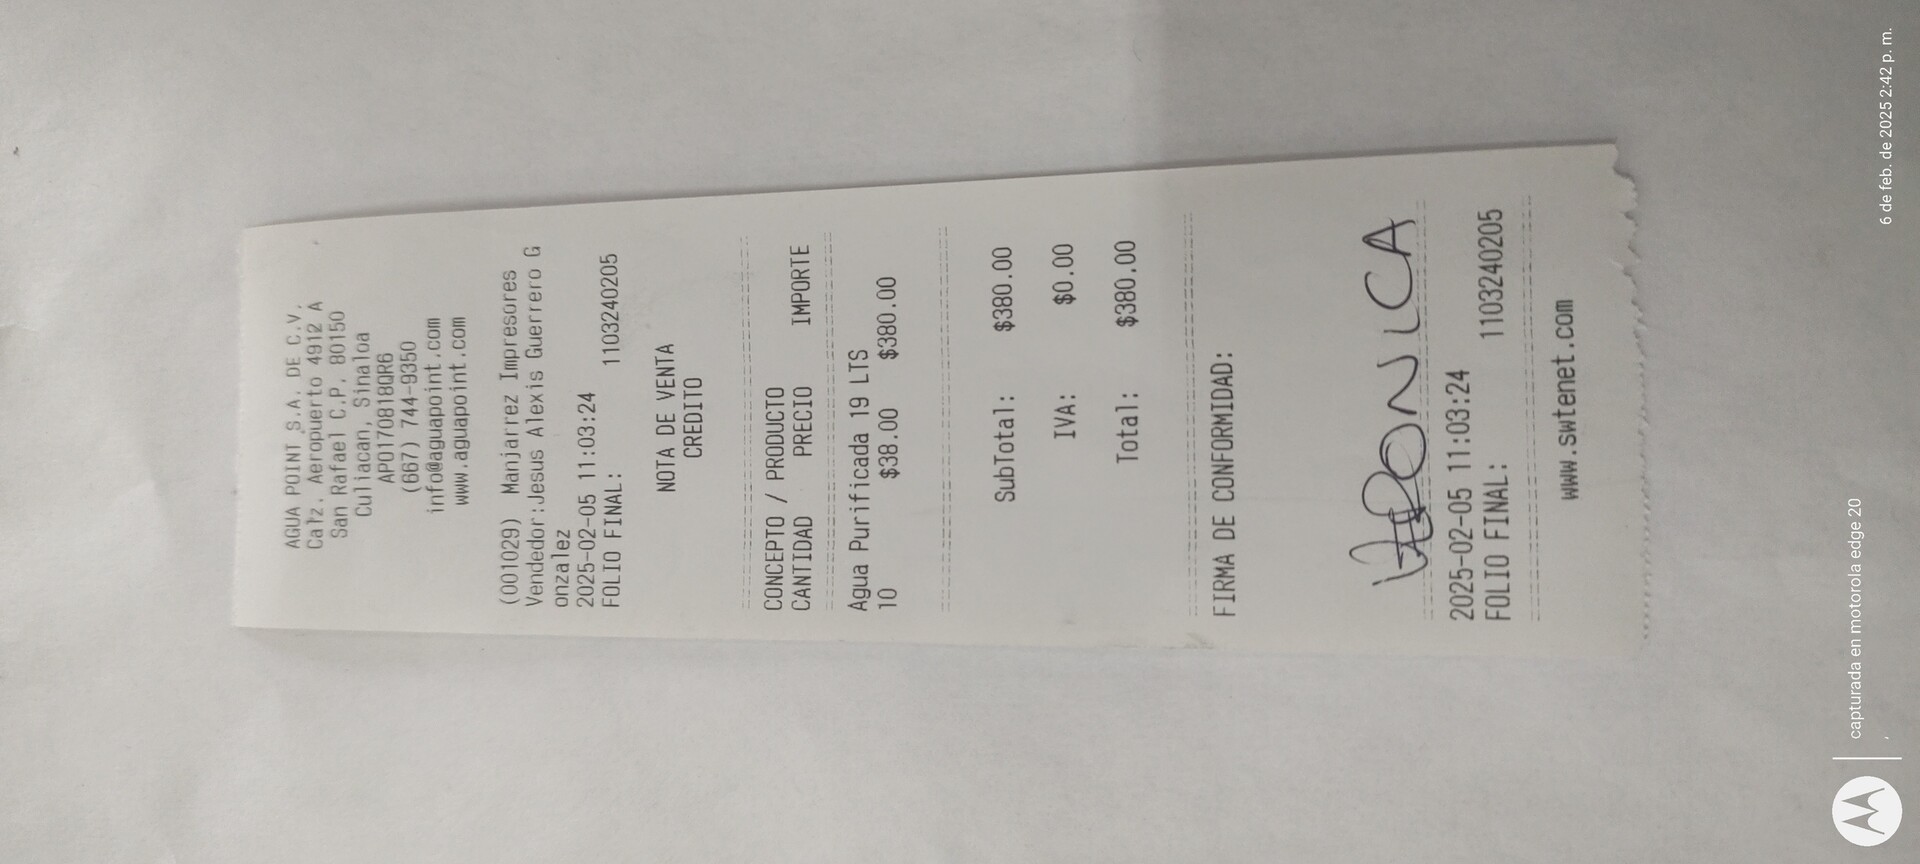 AGUA POINT S.A. DE C.V.
Calz. Aeropuerto 4912 A
San Rafael C.P. 80150
Culiacan, Sinaloa
APO170818QR6
(667) 744-9350
info@aguapoint.com
www.aguapoint.com
(001029) Manjarrez Impresores
Vendedor:Jesus Alexis Guerrero G
onzalez
2025-02-05 11:03:24
FOLIO FINAL: 1103240205
NOTA DE VENTA
CREDITO
CONCEPTO / PRODUCTO
CANTIDAD PRECIO IMPORTE
Agua Purificada 19 LTS
10 $38.00 $380.00
SubTotal: $380.00
IVA: $0.00
Total: $380.00
FIRMA DE CONFORMIDAD:
2025-02-05 11:03:24
FOLIO FINAL: 1103240205
www.swtenet.com
capturada en motorola edge 20
6 de feb. de 2025 2:42 p. m.